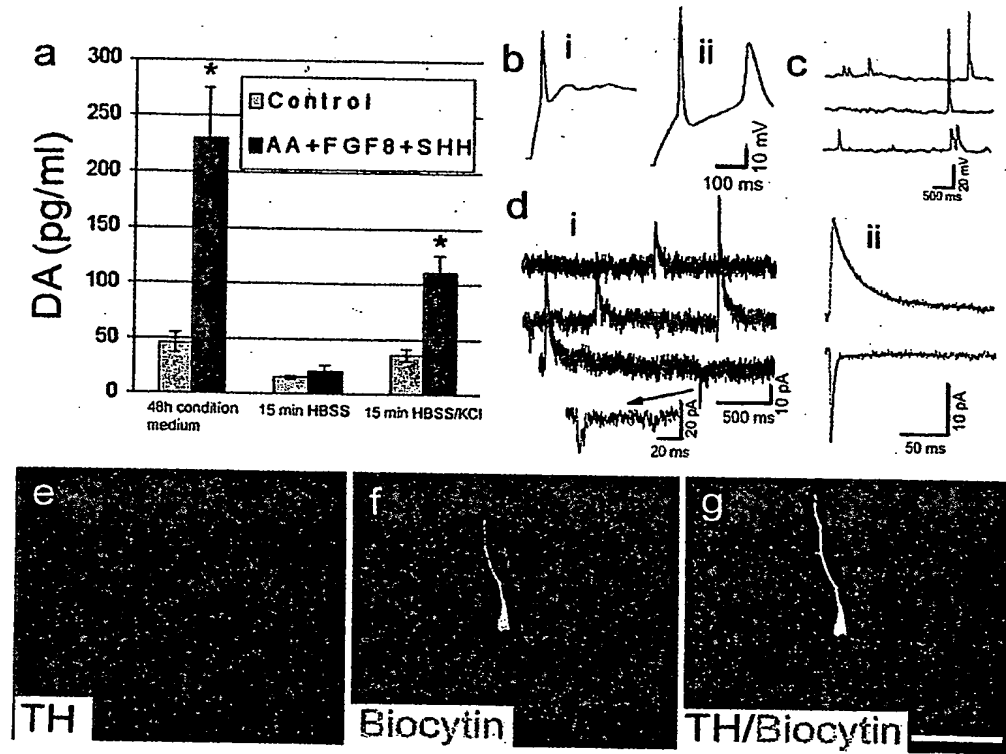 a
300
250
200
150
100
50
0
DA (pg/ml)
*
*
Control
AA+FGF8+SHH
48h condition
medium
15 min HBSS
15 min HBSS/KCl
b
i
ii
10 mV
100 ms
c
20 mV
500 ms
d
i
10 pA
500 ms
20 pA
20 ms
ii
10 pA
50 ms
e
TH
f
Biocytin
g
TH/Biocytin